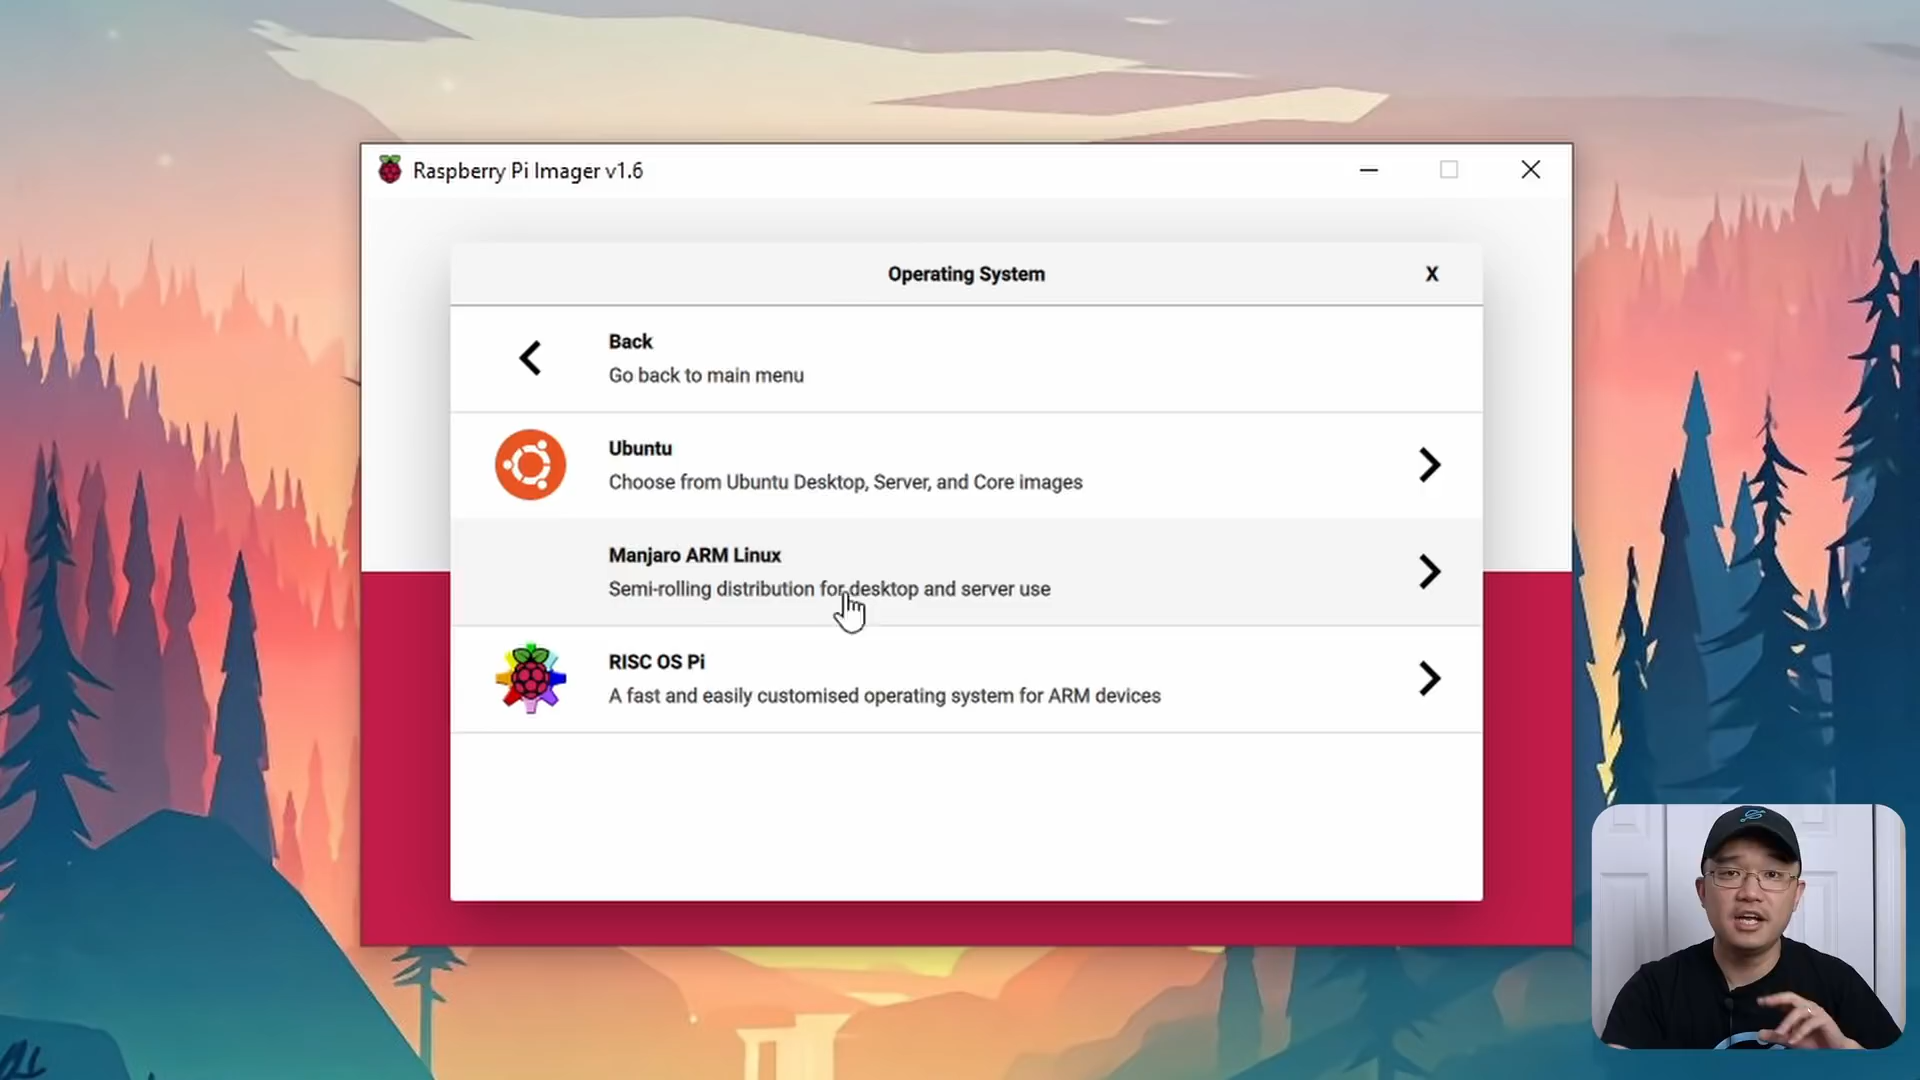 Raspberry Pi Imager v1.6
Operating System
X
Back
Go back to main menu
Ubuntu
Choose from Ubuntu Desktop, Server, and Core images
Manjaro ARM Linux
Semi-rolling distribution for desktop and server use
RISC OS Pi
A fast and easily customised operating system for ARM devices